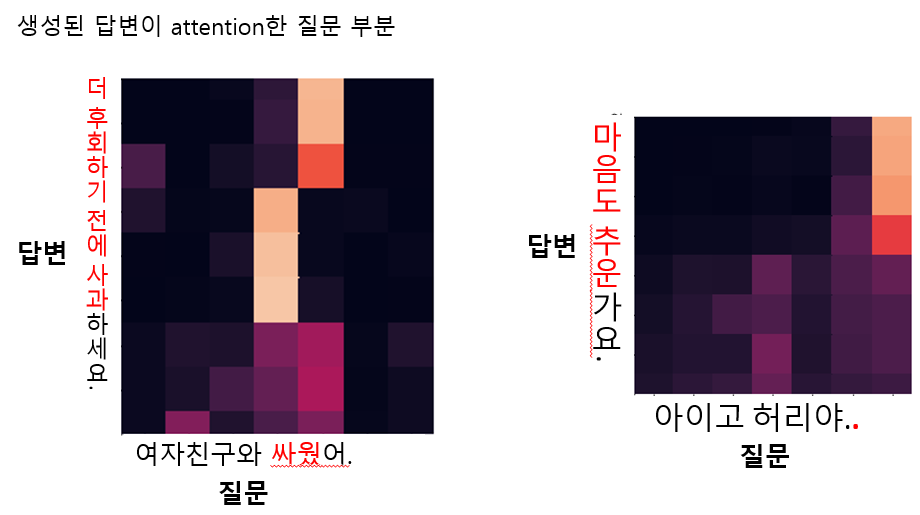 생성된 답변이 attention한 질문 부분
답변
더 후회하기 전에 사과하세요.
여자친구와 싸웠어.
질문
답변
마음도 추운가요.
아이고 허리야...
질문